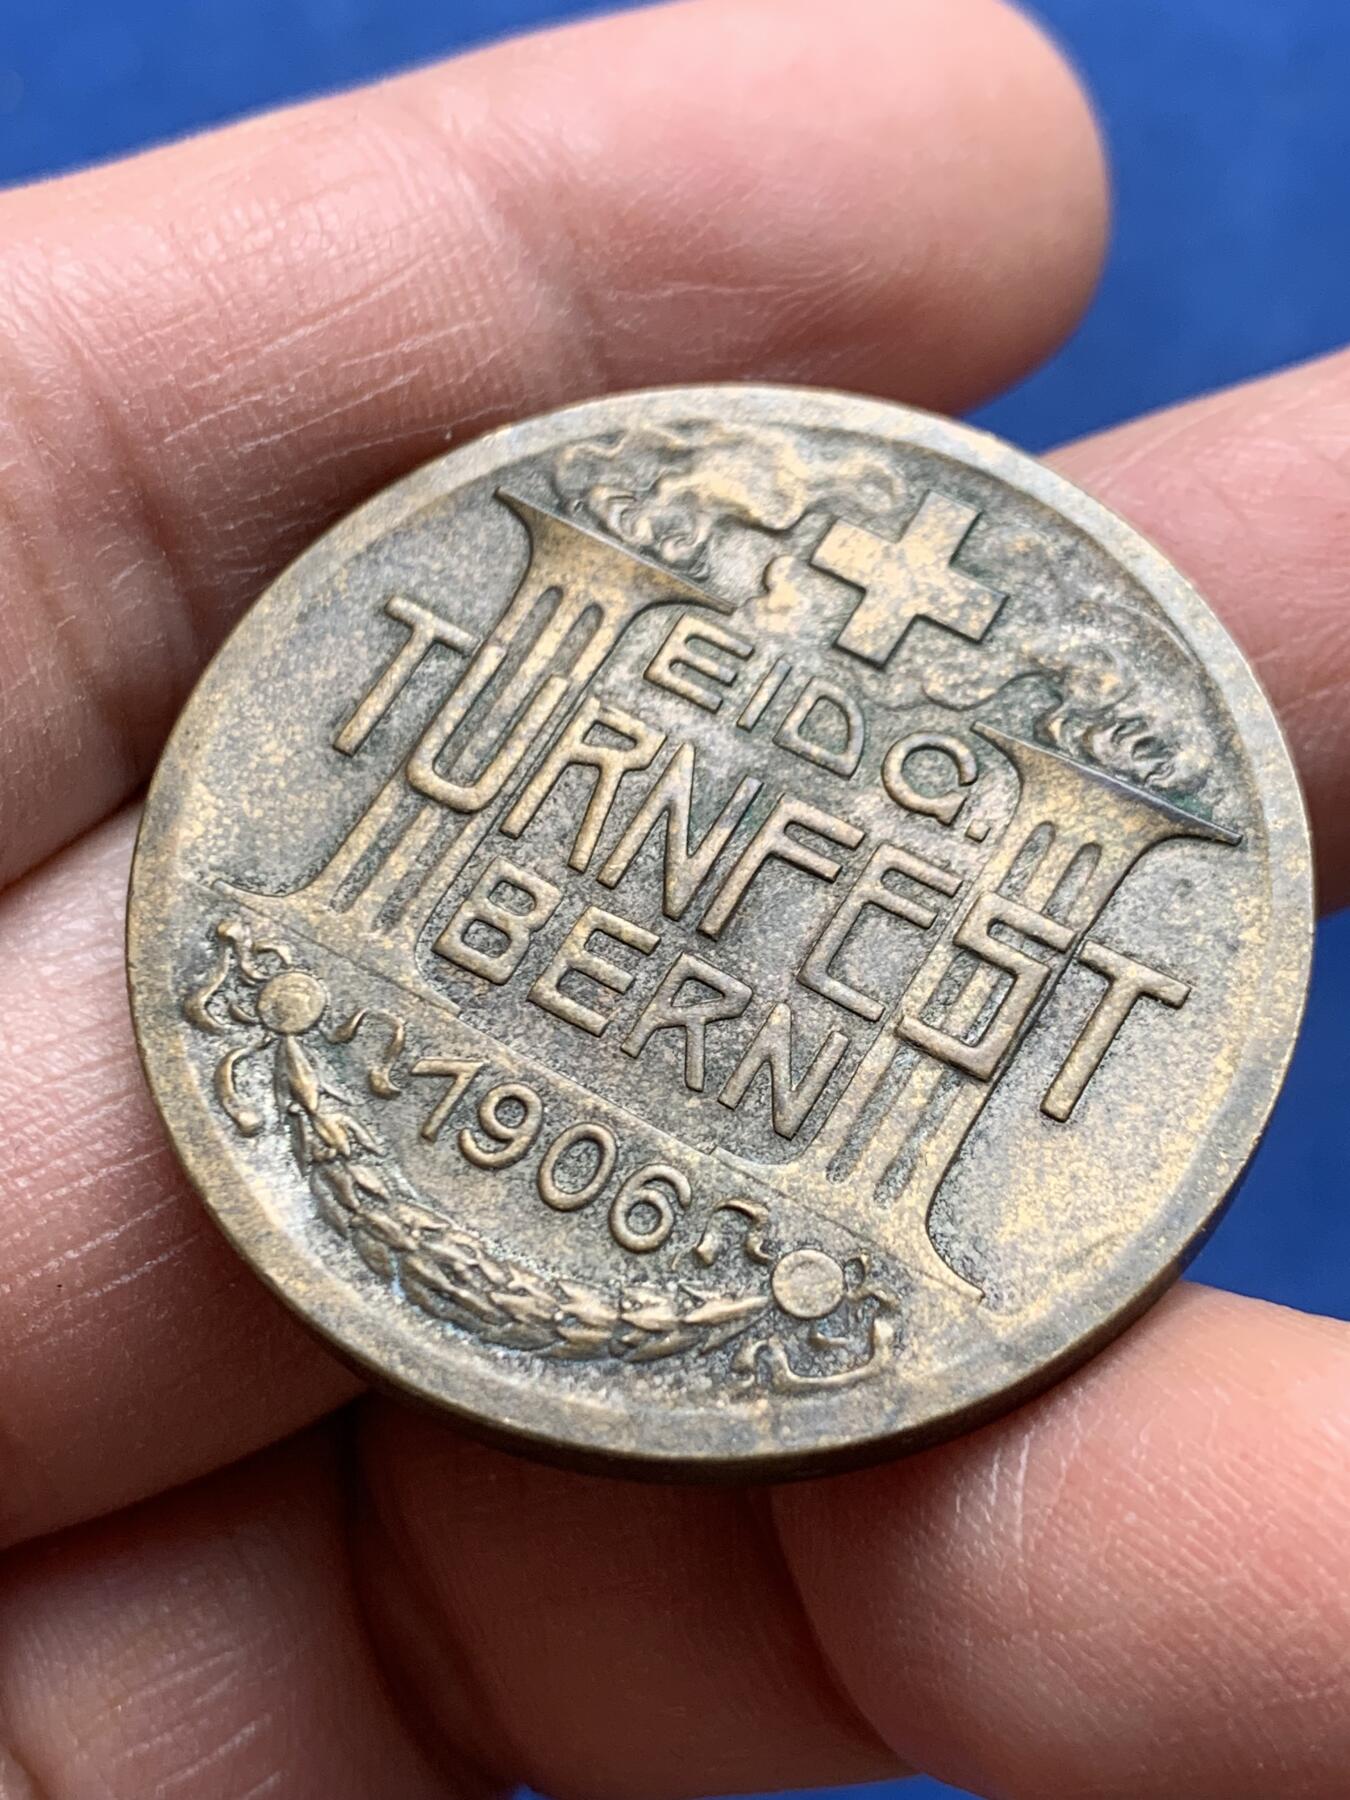 EIDG.
TURNFEST
BERN
1906